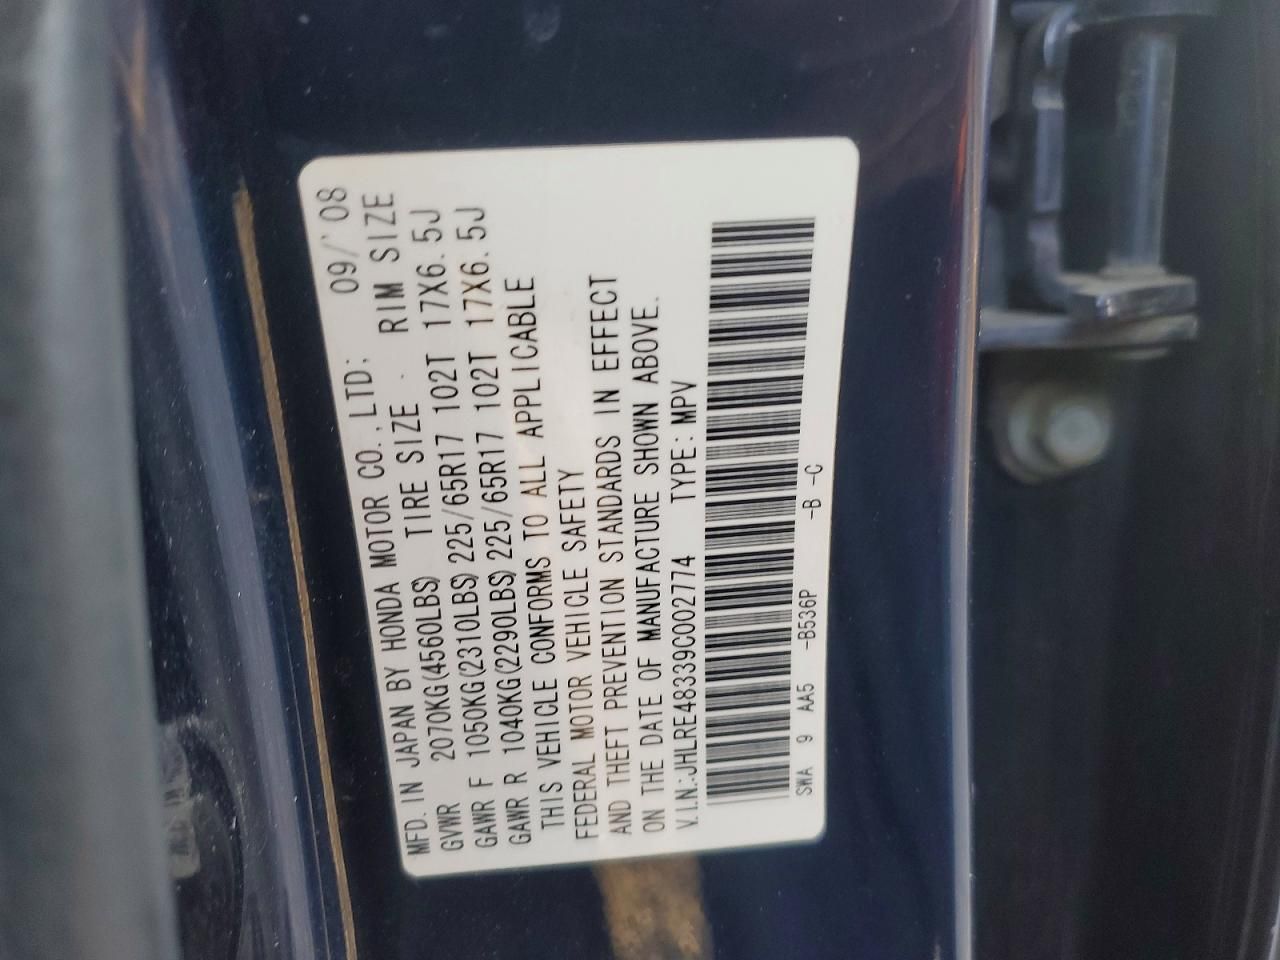 MFD. IN JAPAN BY HONDA MOTOR CO., LTD: 09/'08
GVWR 2070KG(4560LBS) TIRE SIZE RIM SIZE
GAWR F 1050KG(2310LBS) 225/65R17 102T 17X6.5J
GAWR R 1040KG(2290LBS) 225/65R17 102T 17X6.5J
THIS VEHICLE CONFORMS TO ALL APPLICABLE
FEDERAL MOTOR VEHICLE SAFETY
AND THEFT PREVENTION STANDARDS IN EFFECT
ON THE DATE OF MANUFACTURE SHOWN ABOVE.
V.I.N.:JHLRE48339C002774 TYPE: MPV
SWA 9 AA5 -B536P -B -C